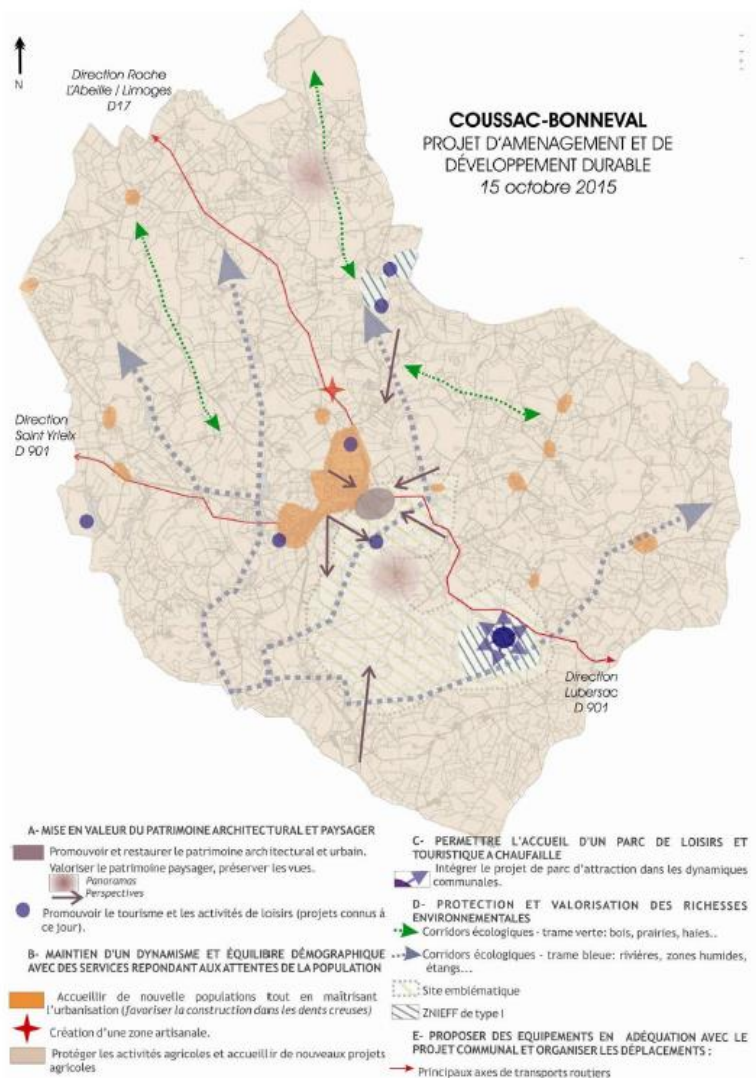 N
Direction Roche
L'Abeille / Limoges
D17
COUSSAC-BONNEVAL
PROJET D'AMENAGEMENT ET DE
DÉVELOPPEMENT DURABLE
15 octobre 2015
Direction
Saint Yrieix
D 901
Direction
Lubersac
D 901
A- MISE EN VALEUR DU PATRIMOINE ARCHITECTURAL ET PAYSAGER
Promouvoir et restaurer le patrimoine architectural et urbain.
Valoriser le patrimoine paysager, préserver les vues.
Panoramas
Perspectives
Promouvoir le tourisme et les activités de loisirs (projets connus à
ce jour).
B- MAINTIEN D'UN DYNAMISME ET ÉQUILIBRE DÉMOGRAPHIQUE
AVEC DES SERVICES REPONDANT AUX ATTENTES DE LA POPULATION
Accueillir de nouvelle populations tout en maîtrisant
l'urbanisation (favoriser la construction dans les dents creuses)
Création d'une zone artisanale.
Protéger les activités agricoles et accueillir de nouveaux projets
agricoles
C- PERMETTRE L'ACCUEIL D'UN PARC DE LOISIRS ET
TOURISTIQUE A CHAUFAILLE
Intégrer le projet de parc d'attraction dans les dynamiques
communales.
D- PROTECTION ET VALORISATION DES RICHESSES
ENVIRONNEMENTALES
Corridors écologiques - trame verte: bois, prairies, haies..
Corridors écologiques - trame bleue: rivières, zones humides,
étangs...
Site emblématique
ZNIEFF de type I
E- PROPOSER DES EQUIPEMENTS EN ADÉQUATION AVEC LE
PROJET COMMUNAL ET ORGANISER LES DÉPLACEMENTS :
Principaux axes de transports routiers